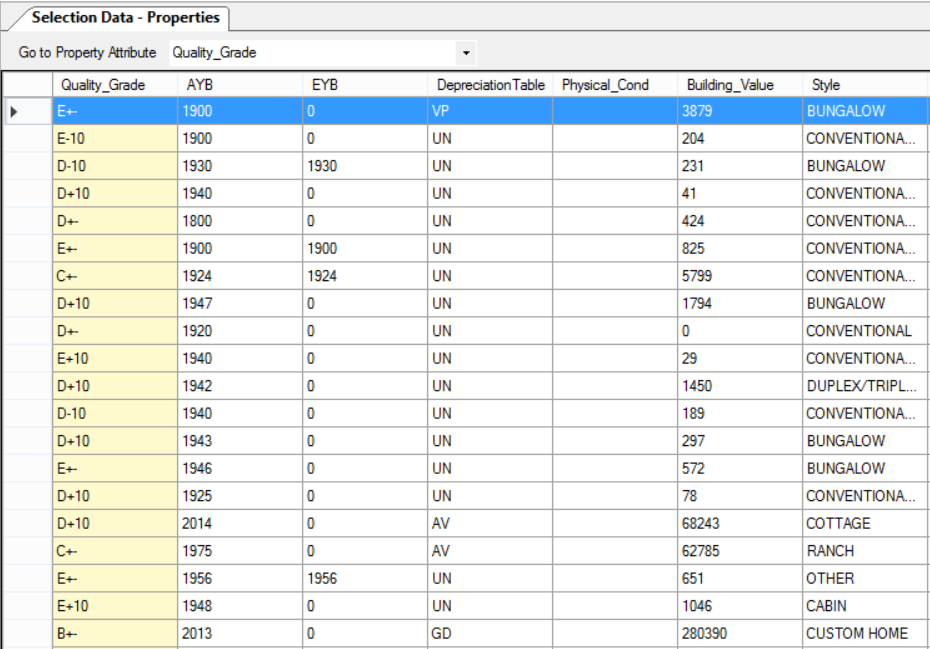 Selection Data - Properties
Go to Property Attribute Quality_Grade
Quality_Grade AYB EYB DepreciationTable Physical_Cond Building_Value Style
E+- 1900 0 VP 3879 BUNGALOW
E-10 1900 0 UN 204 CONVENTIONA...
D-10 1930 1930 UN 231 BUNGALOW
D+10 1940 0 UN 41 CONVENTIONA...
D+- 1800 0 UN 424 CONVENTIONA...
E+- 1900 1900 UN 825 CONVENTIONA...
C+- 1924 1924 UN 5799 CONVENTIONA...
D+10 1947 0 UN 1794 BUNGALOW
D+- 1920 0 UN 0 CONVENTIONAL
E+10 1940 0 UN 29 CONVENTIONA...
D+10 1942 0 UN 1450 DUPLEX/TRIPL...
D-10 1940 0 UN 189 CONVENTIONA...
D+10 1943 0 UN 297 BUNGALOW
E+- 1946 0 UN 572 BUNGALOW
D+10 1925 0 UN 78 CONVENTIONA...
D+10 2014 0 AV 68243 COTTAGE
C+- 1975 0 AV 62785 RANCH
E+- 1956 1956 UN 651 OTHER
E+10 1948 0 UN 1046 CABIN
B+- 2013 0 GD 280390 CUSTOM HOME